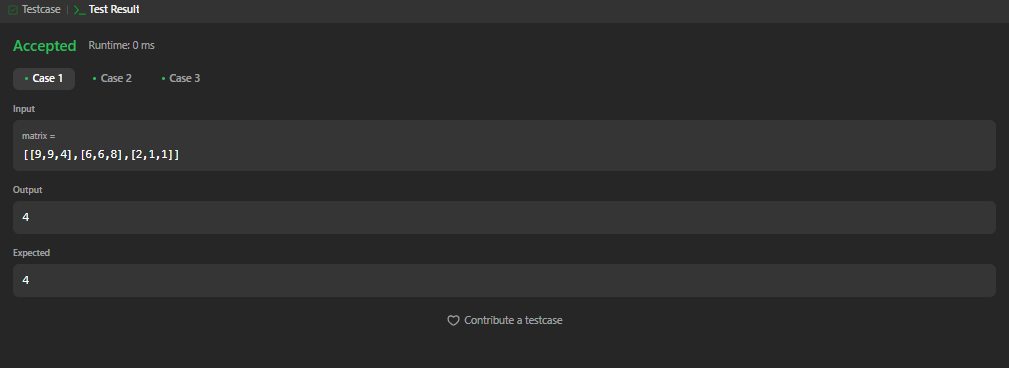 Testcase | >_ Test Result
Accepted Runtime: 0 ms
• Case 1 • Case 2 • Case 3
Input
matrix =
[[9,9,4],[6,6,8],[2,1,1]]
Output
4
Expected
4
Contribute a testcase